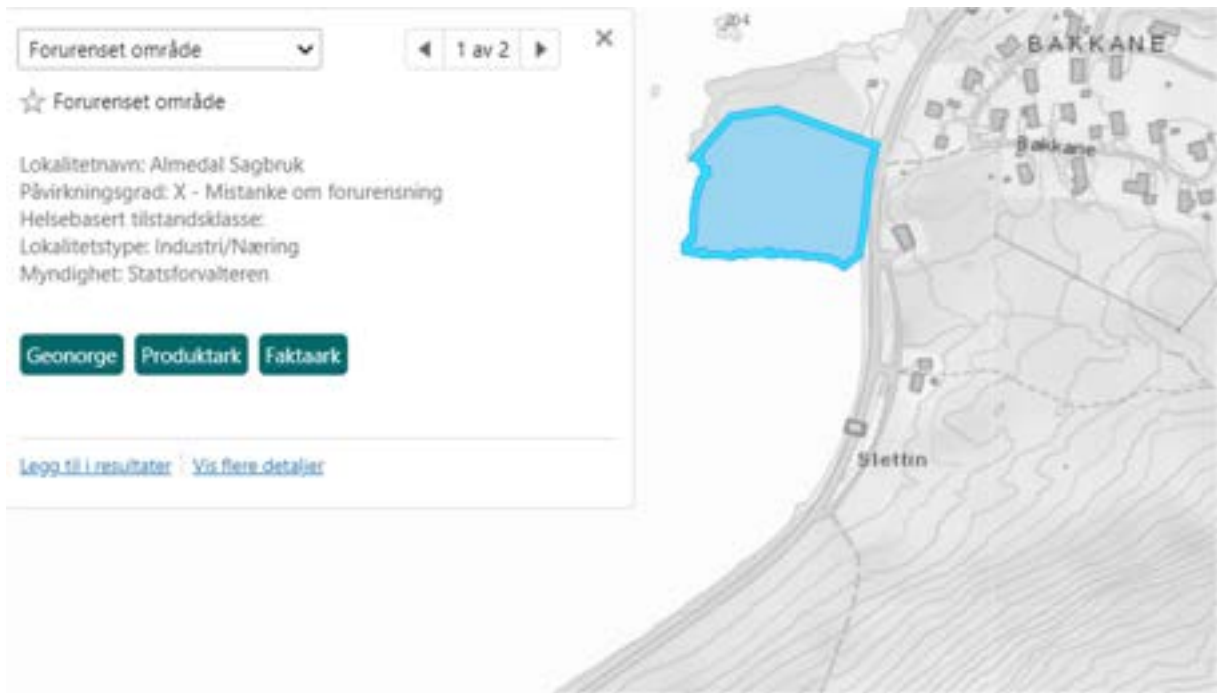 Forurenset område
1 av 2
Forurenset område
Lokalitetnavn: Almedal Sagbruk
Påvirkningsgrad: X - Mistanke om forurensning
Helsebasert tilstandsklasse:
Lokalitetstype: Industri/Næring
Myndighet: Statsforvalteren
Geonorge Produktark Faktaark
Legg til i resultater Vis flere detaljer
BAKKANE
Bakkane
Slettin